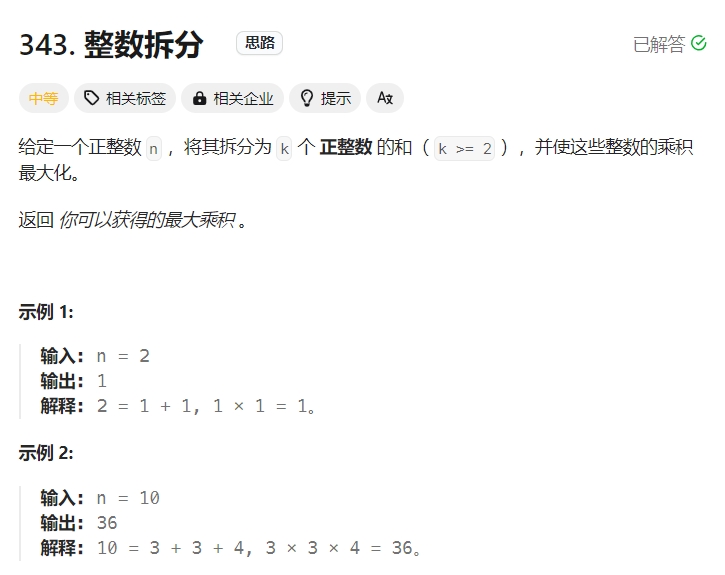 343. 整数拆分 思路 已解答
中等 相关标签 相关企业 提示 Aա
给定一个正整数 n ，将其拆分为 k 个 正整数 的和（ k >= 2 ），并使这些整数的乘积
最大化。
返回 你可以获得的最大乘积 。
示例 1:
输入: n = 2
输出: 1
解释: 2 = 1 + 1, 1 × 1 = 1。
示例 2:
输入: n = 10
输出: 36
解释: 10 = 3 + 3 + 4, 3 × 3 × 4 = 36。